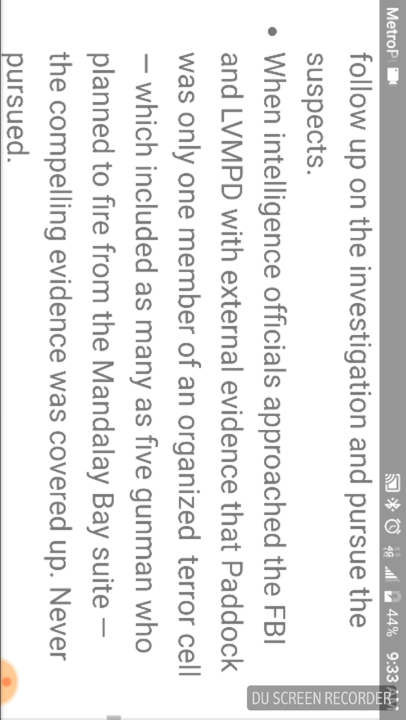 MetroP
4G 44% 9:33 AM
follow up on the investigation and pursue the
suspects.
• When intelligence officials approached the FBI
and LVMPD with external evidence that Paddock
was only one member of an organized terror cell
— which included as many as five gunman who
planned to fire from the Mandalay Bay suite —
the compelling evidence was covered up. Never
pursued.
DU SCREEN RECORDER